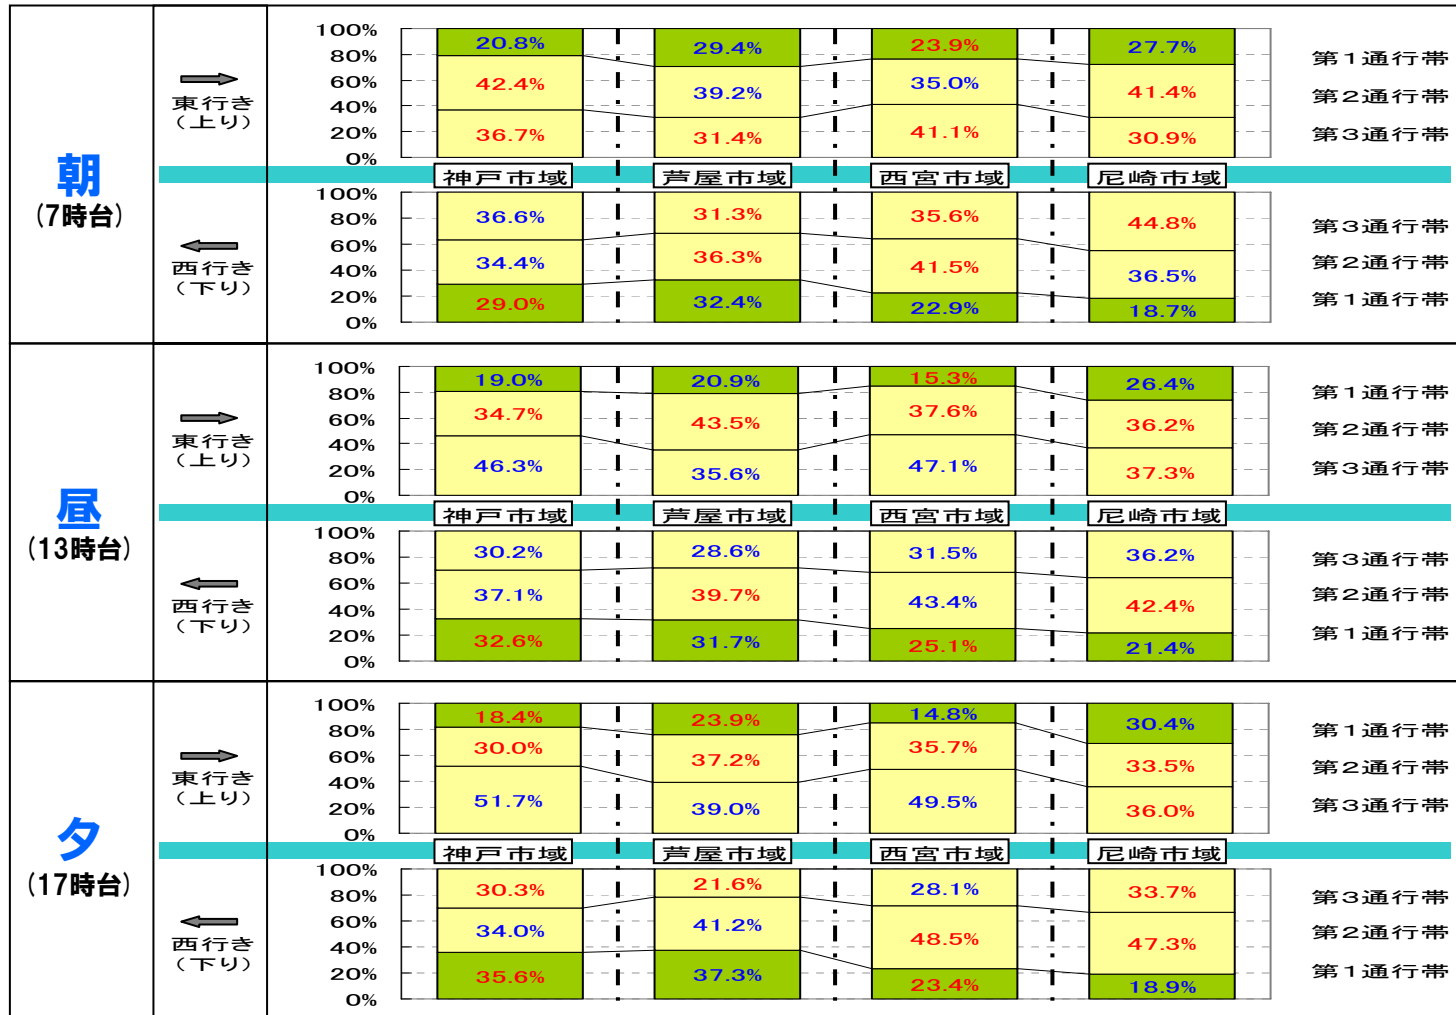 朝
(7時台)
東行き
(上り)
100%
80%
60%
40%
20%
0%
20.8% 29.4% 23.9% 27.7%
42.4% 39.2% 35.0% 41.4%
36.7% 31.4% 41.1% 30.9%
第1通行帯
第2通行帯
第3通行帯
神戸市域 芦屋市域 西宮市域 尼崎市域
西行き
(下り)
100%
80%
60%
40%
20%
0%
36.6% 31.3% 35.6% 44.8%
34.4% 36.3% 41.5% 36.5%
29.0% 32.4% 22.9% 18.7%
第3通行帯
第2通行帯
第1通行帯
昼
(13時台)
東行き
(上り)
100%
80%
60%
40%
20%
0%
19.0% 20.9% 15.3% 26.4%
34.7% 43.5% 37.6% 36.2%
46.3% 35.6% 47.1% 37.3%
第1通行帯
第2通行帯
第3通行帯
神戸市域 芦屋市域 西宮市域 尼崎市域
西行き
(下り)
100%
80%
60%
40%
20%
0%
30.2% 28.6% 31.5% 36.2%
37.1% 39.7% 43.4% 42.4%
32.6% 31.7% 25.1% 21.4%
第3通行帯
第2通行帯
第1通行帯
夕
(17時台)
東行き
(上り)
100%
80%
60%
40%
20%
0%
18.4% 23.9% 14.8% 30.4%
30.0% 37.2% 35.7% 33.5%
51.7% 39.0% 49.5% 36.0%
第1通行帯
第2通行帯
第3通行帯
神戸市域 芦屋市域 西宮市域 尼崎市域
西行き
(下り)
100%
80%
60%
40%
20%
0%
30.3% 21.6% 28.1% 33.7%
34.0% 41.2% 48.5% 47.3%
35.6% 37.3% 23.4% 18.9%
第3通行帯
第2通行帯
第1通行帯